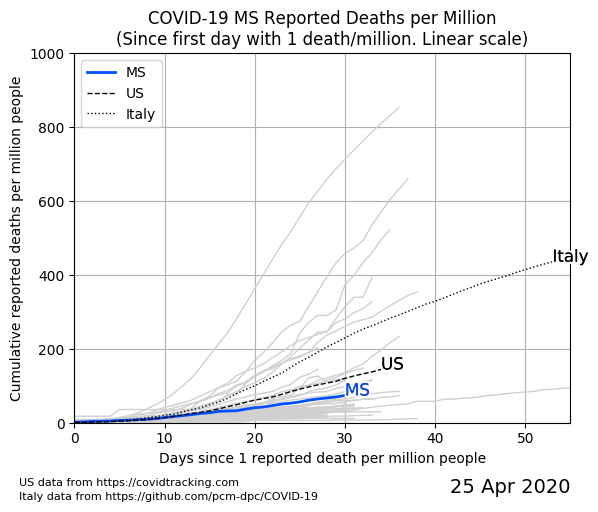 COVID-19 MS Reported Deaths per Million
(Since first day with 1 death/million. Linear scale)
Cumulative reported deaths per million people
1000
800
600
400
200
0
MS
US
Italy
Italy
US
MS
0 10 20 30 40 50
Days since 1 reported death per million people
US data from https://covidtracking.com
Italy data from https://github.com/pcm-dpc/COVID-19
25 Apr 2020